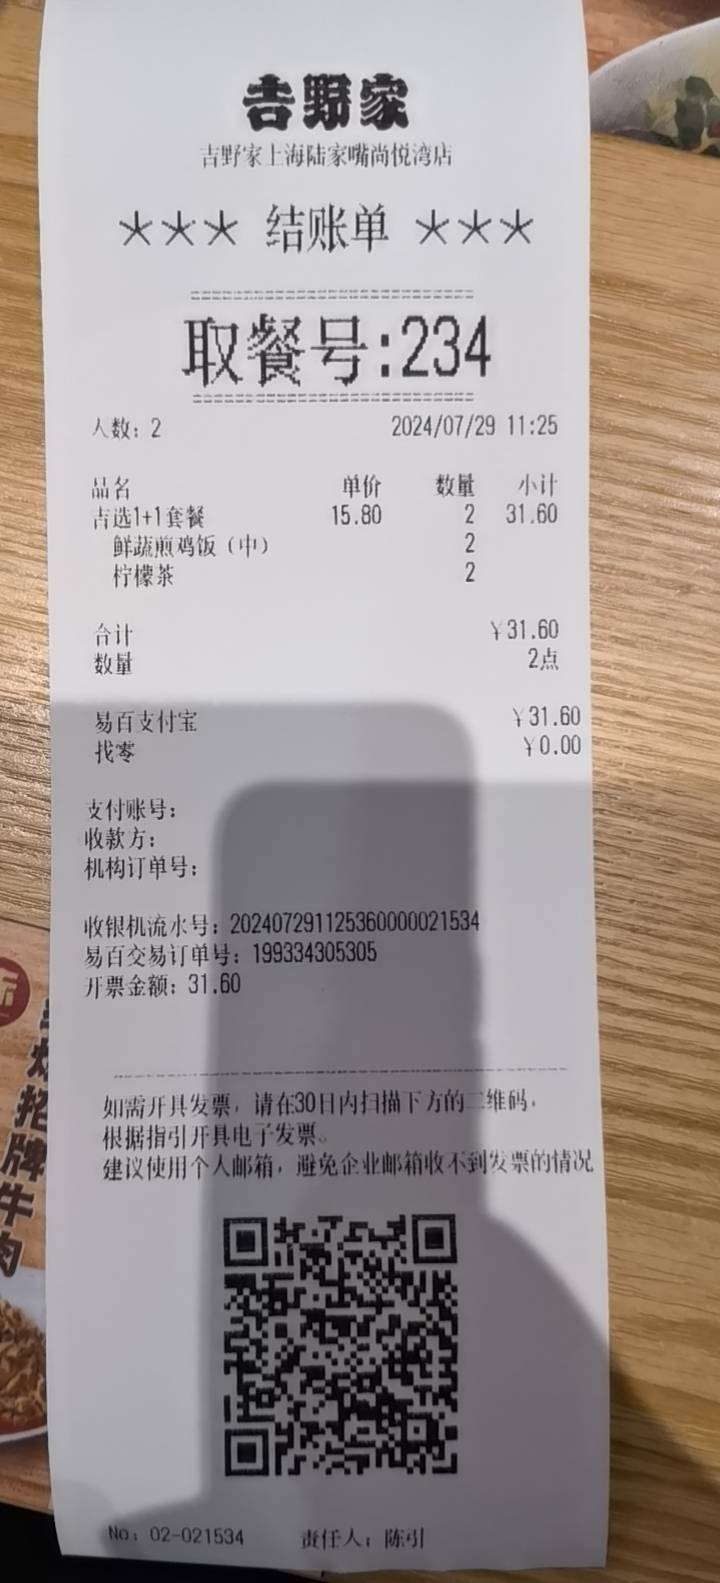 吉野家
吉野家上海陆家嘴尚悦湾店
*** 结账单 ***
取餐号:234
人数: 2 2024/07/29 11:25
品名 单价 数量 小计
吉选1+1套餐 15.80 2 31.60
鲜蔬煎鸡饭（中） 2
柠檬茶 2
合计 ¥31.60
数量 2点
易百支付宝 ¥31.60
找零 ¥0.00
支付账号:
收款方:
机构订单号:
收银机流水号: 2024072911253600000021534
易百交易订单号: 199334305305
开票金额: 31.60
如需开具发票，请在30日内扫描下方的二维码，
根据指引开具电子发票。
建议使用个人邮箱，避免企业邮箱收不到发票的情况
No: 02-021534 责任人: 陈引
招牌牛肉